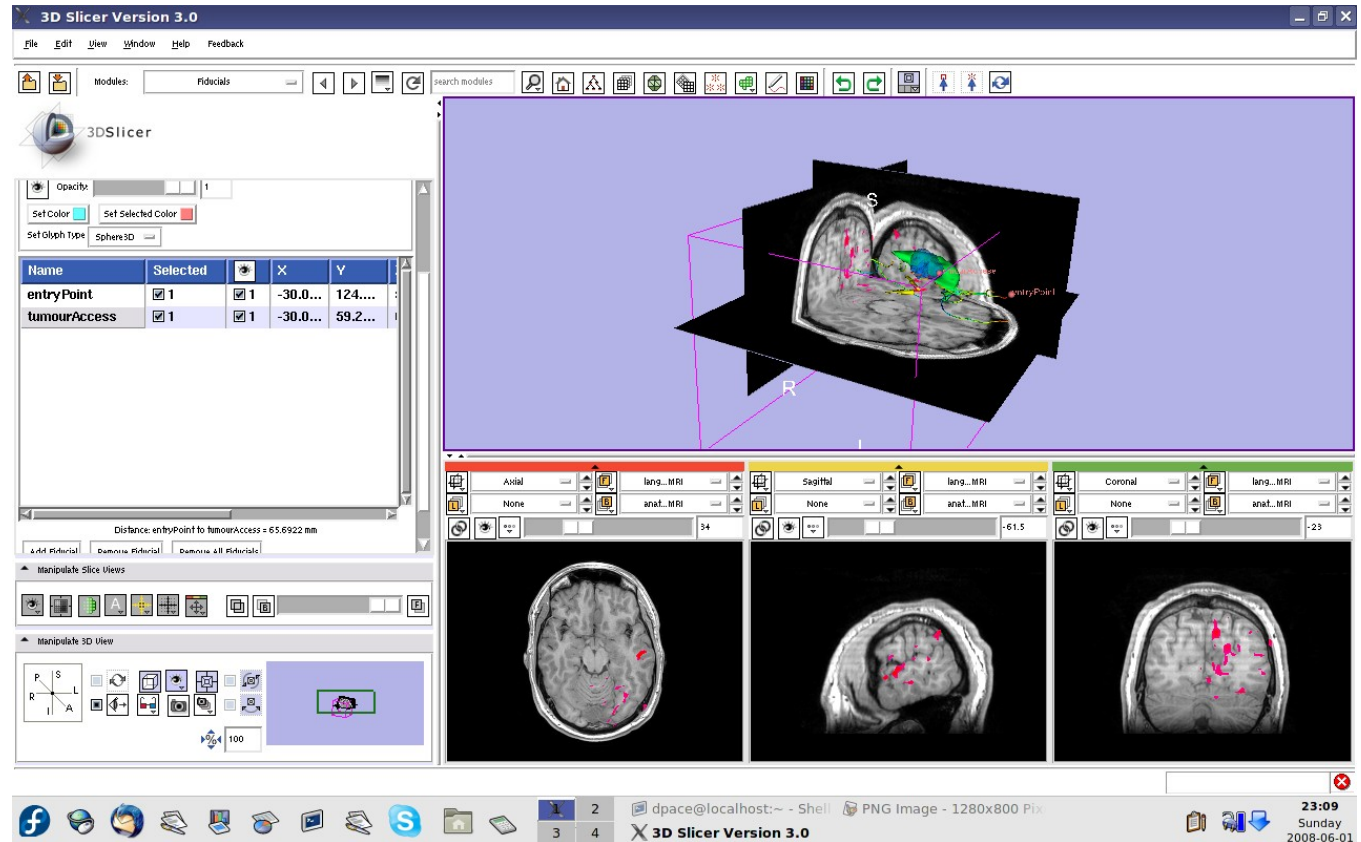 3D Slicer Version 3.0
File Edit View Window Help Feedback
Modules: Fiducials search modules
3DSlicer
Opacity: 1
Set Color Set Selected Color
Set Glyph Type Sphere3D
Name Selected X Y
entryPoint 1 1 -30.0... 124....
tumourAccess 1 1 -30.0... 59.2...
Distance: entryPoint to tumourAccess = 65.6922 mm
Add Fiducial Remove Fiducial Remove All Fiducials
Manipulate Slice Views
Manipulate 3D View
P S
R L
I A
100
S
entryPoint
R
Axial lang...MRI
None anat...MRI
34
Sagittal lang...MRI
None anat...MRI
-61.5
Coronal lang...MRI
None anat...MRI
-23
1 2
3 4
dpace@localhost:~ - Shell
PNG Image - 1280x800 Pix
3D Slicer Version 3.0
23:09
Sunday
2008-06-01